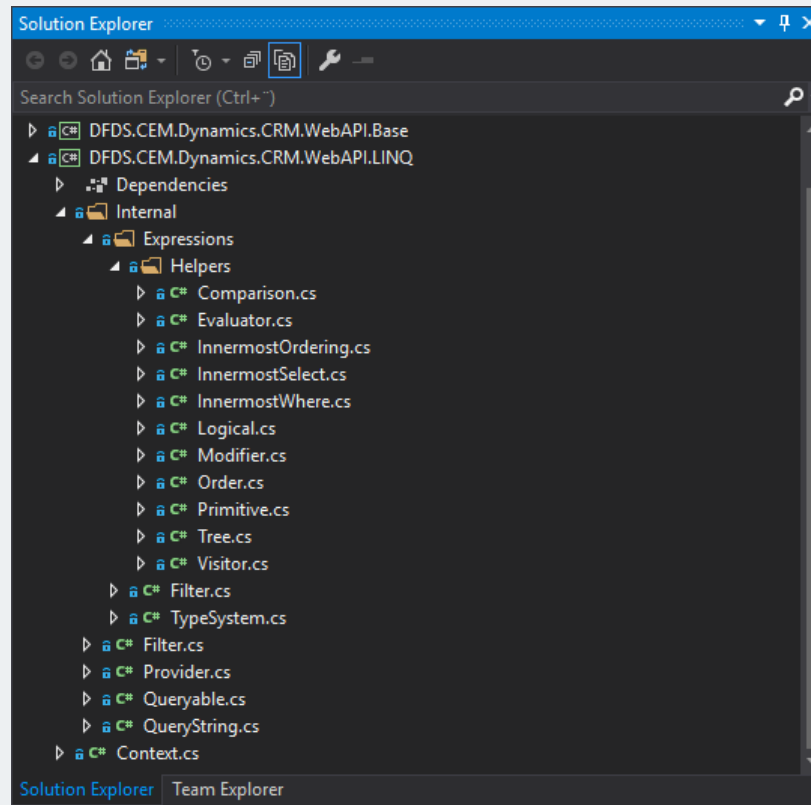 Solution Explorer
Search Solution Explorer (Ctrl+¨)
C# DFDS.CEM.Dynamics.CRM.WebAPI.Base
C# DFDS.CEM.Dynamics.CRM.WebAPI.LINQ
Dependencies
Internal
Expressions
Helpers
C# Comparison.cs
C# Evaluator.cs
C# InnermostOrdering.cs
C# InnermostSelect.cs
C# InnermostWhere.cs
C# Logical.cs
C# Modifier.cs
C# Order.cs
C# Primitive.cs
C# Tree.cs
C# Visitor.cs
C# Filter.cs
C# TypeSystem.cs
C# Filter.cs
C# Provider.cs
C# Queryable.cs
C# QueryString.cs
C# Context.cs
Solution Explorer Team Explorer